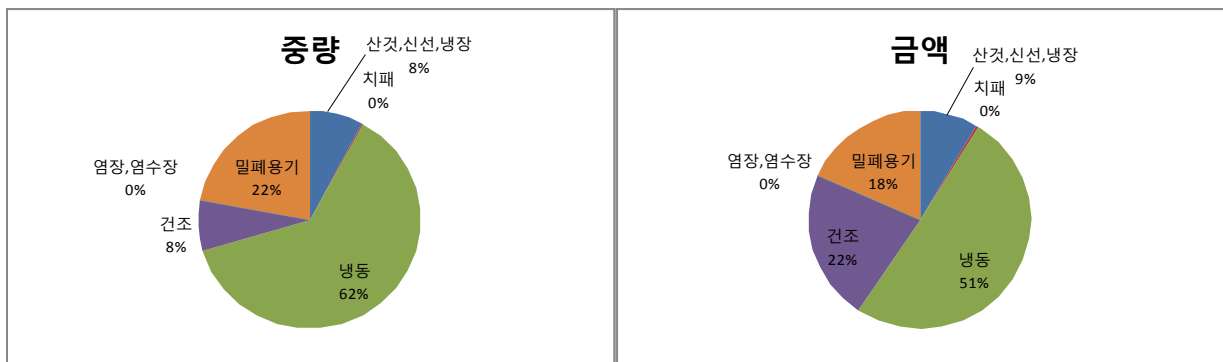 중량
산것,신선,냉장
8%
치패
0%
염장,염수장
0%
밀폐용기
22%
건조
8%
냉동
62%
금액
산것,신선,냉장
9%
치패
0%
염장,염수장
0%
밀폐용기
18%
건조
22%
냉동
51%